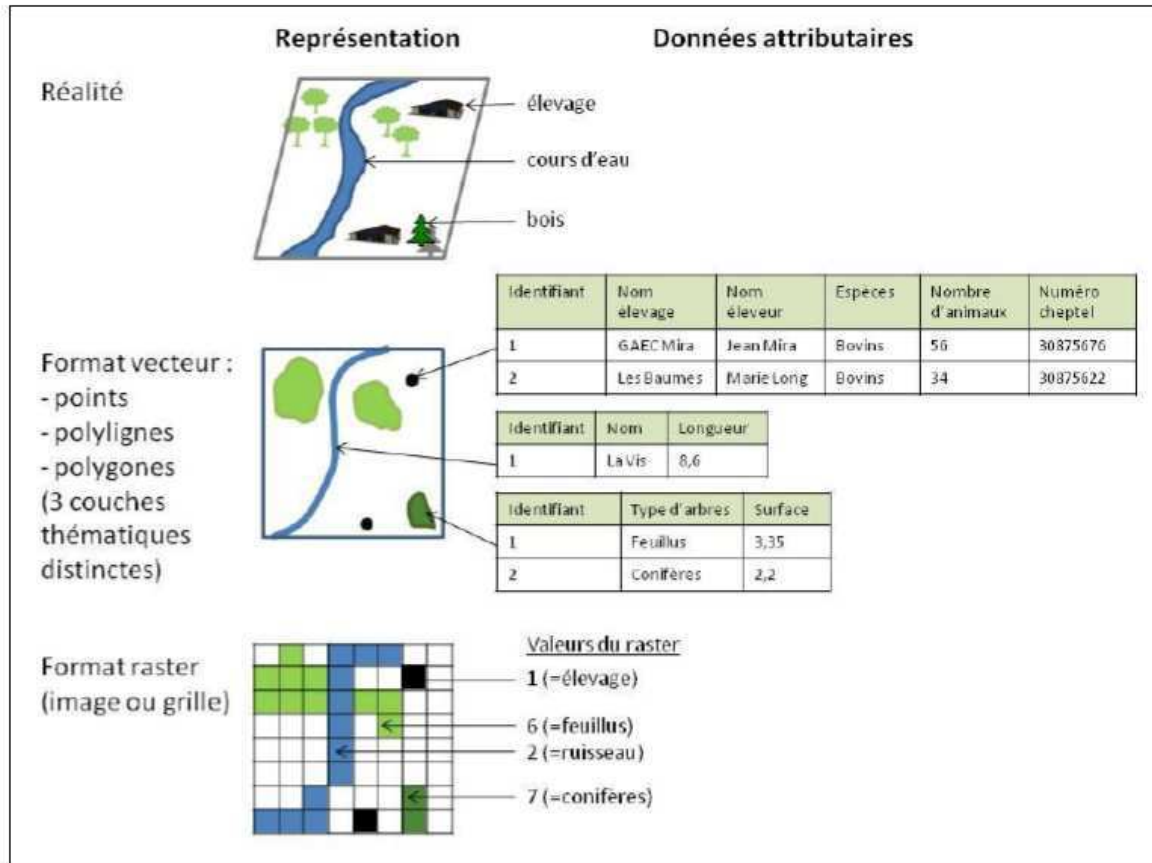 Représentation
Données attributaires
Réalité
élevage
cours d'eau
bois
Format vecteur :
- points
- polylignes
- polygones
(3 couches
thématiques
distinctes)
Identifiant Nom élevage Nom éleveur Espèces Nombre d'animaux Numéro cheptel
1 GAEC Mira Jean Mira Bovins 56 30875676
2 Les Baumes Marie Long Bovins 34 30875622
Identifiant Nom Longueur
1 La Vis 8,6
Identifiant Type d'arbres Surface
1 Feuillus 3,35
2 Conifères 2,2
Format raster
(image ou grille)
Valeurs du raster
1 (=élevage)
6 (=feuillus)
2 (=ruisseau)
7 (=conifères)